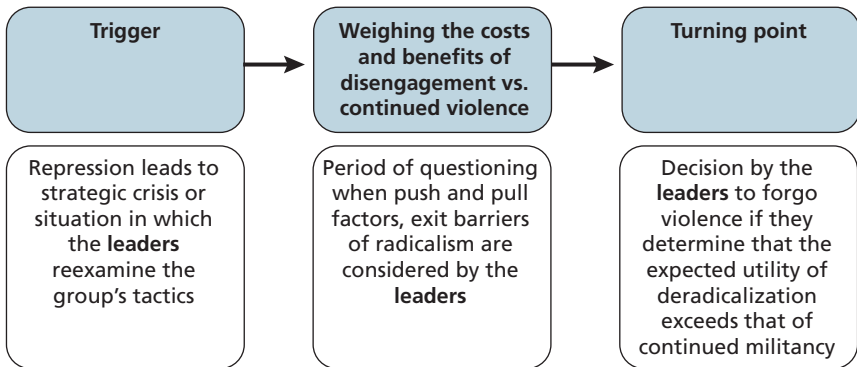 Trigger
Weighing the costs
and benefits of
disengagement vs.
continued violence
Turning point
Repression leads to
strategic crisis or
situation in which
the leaders
reexamine the
group’s tactics
Period of questioning
when push and pull
factors, exit barriers
of radicalism are
considered by the
leaders
Decision by the
leaders to forgo
violence if they
determine that the
expected utility of
deradicalization
exceeds that of
continued militancy